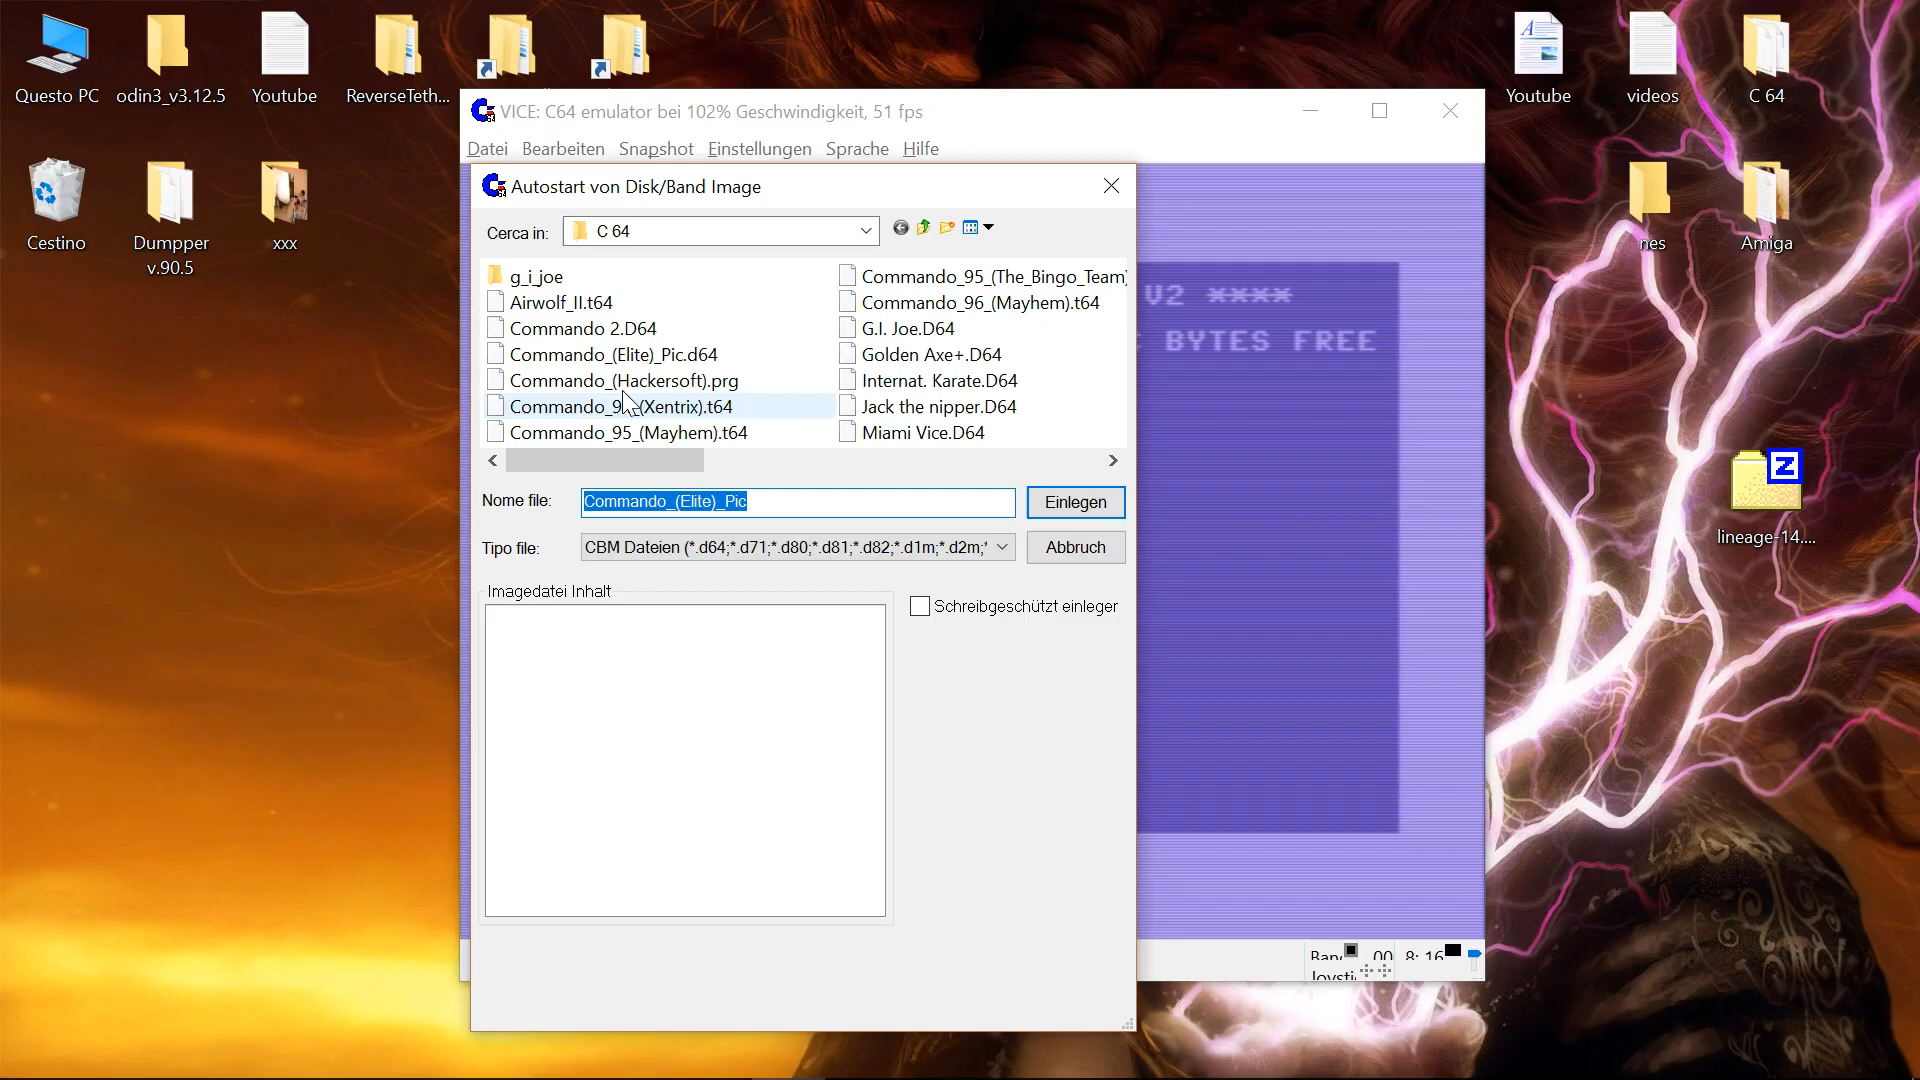 Questo PC
odin3_v3.12.5
Youtube
ReverseTeth...
Youtube
videos
C 64
Cestino
Dumpper
v.90.5
xxx
nes
Amiga
lineage-14....
VICE: C64 emulator bei 102% Geschwindigkeit, 51 fps
Datei Bearbeiten Snapshot Einstellungen Sprache Hilfe
Autostart von Disk/Band Image
Cerca in: C 64
g_i_joe
Airwolf_II.t64
Commando 2.D64
Commando_(Elite)_Pic.d64
Commando_(Hackersoft).prg
(Xentrix).t64
Commando_95_(Mayhem).t64
Commando_95_(The_Bingo_Team)
Commando_96_(Mayhem).t64
G.I. Joe.D64
Golden Axe+.D64
Internat. Karate.D64
Jack the nipper.D64
Miami Vice.D64
Nome file: Commando_(Elite)_Pic
Einlegen
Tipo file: CBM Dateien (*.d64;*.d71;*.d80;*.d81;*.d82;*.d1m;*.d2m;*
Abbruch
Imagedatei Inhalt
Schreibgeschützt einleger
V2 ****
BYTES FREE
8: 16